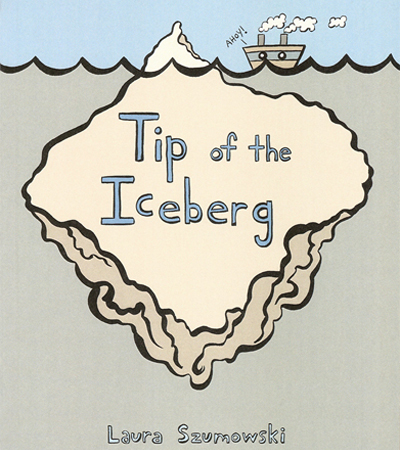 AHOY!
Tip of the
Iceberg
Laura Szumowski